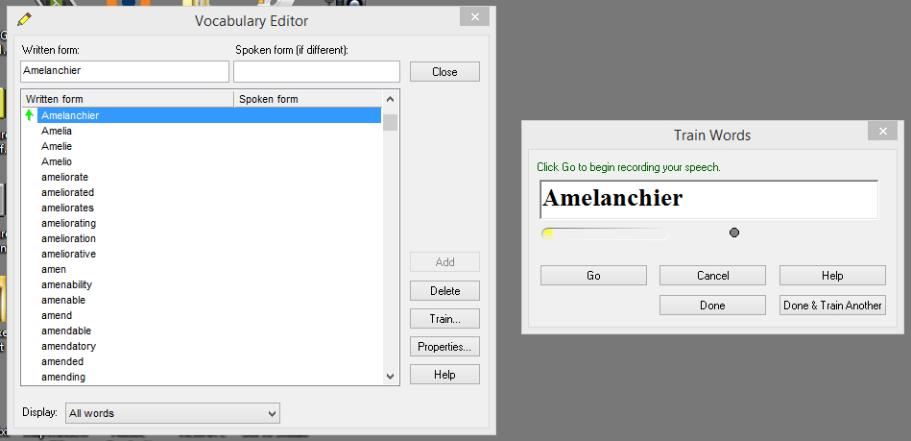 Vocabulary Editor
Written form:
Spoken form (if different):
Amelanchier
Close
Written form
Spoken form
Amelanchier
Amelia
Amelie
Amelio
ameliorate
ameliorated
ameliorates
ameliorating
amelioration
ameliorative
amen
amenability
amenable
amend
amendable
amendatory
amended
amending
Add
Delete
Train...
Properties...
Help
Display:
All words
Train Words
Click Go to begin recording your speech.
Amelanchier
Go
Cancel
Help
Done
Done & Train Another